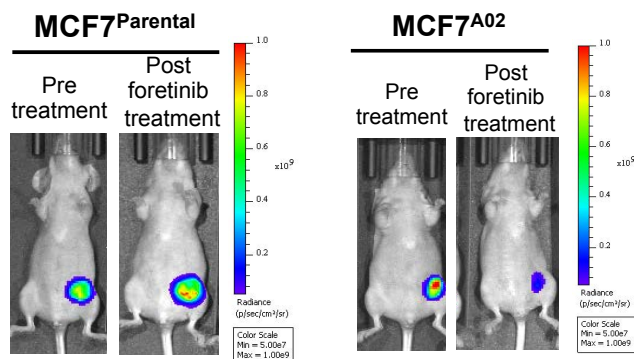 MCF7Parental
Pre treatment
Post foretinib treatment
1.0
0.8
0.6
x10⁹
0.4
0.2
Radiance
(p/sec/cm²/sr)
Color Scale
Min = 5.00e7
Max = 1.00e9
MCF7A02
Pre treatment
Post foretinib treatment
1.0
0.8
0.6
x10⁹
0.4
0.2
Radiance
(p/sec/cm²/sr)
Color Scale
Min = 5.00e7
Max = 1.00e9